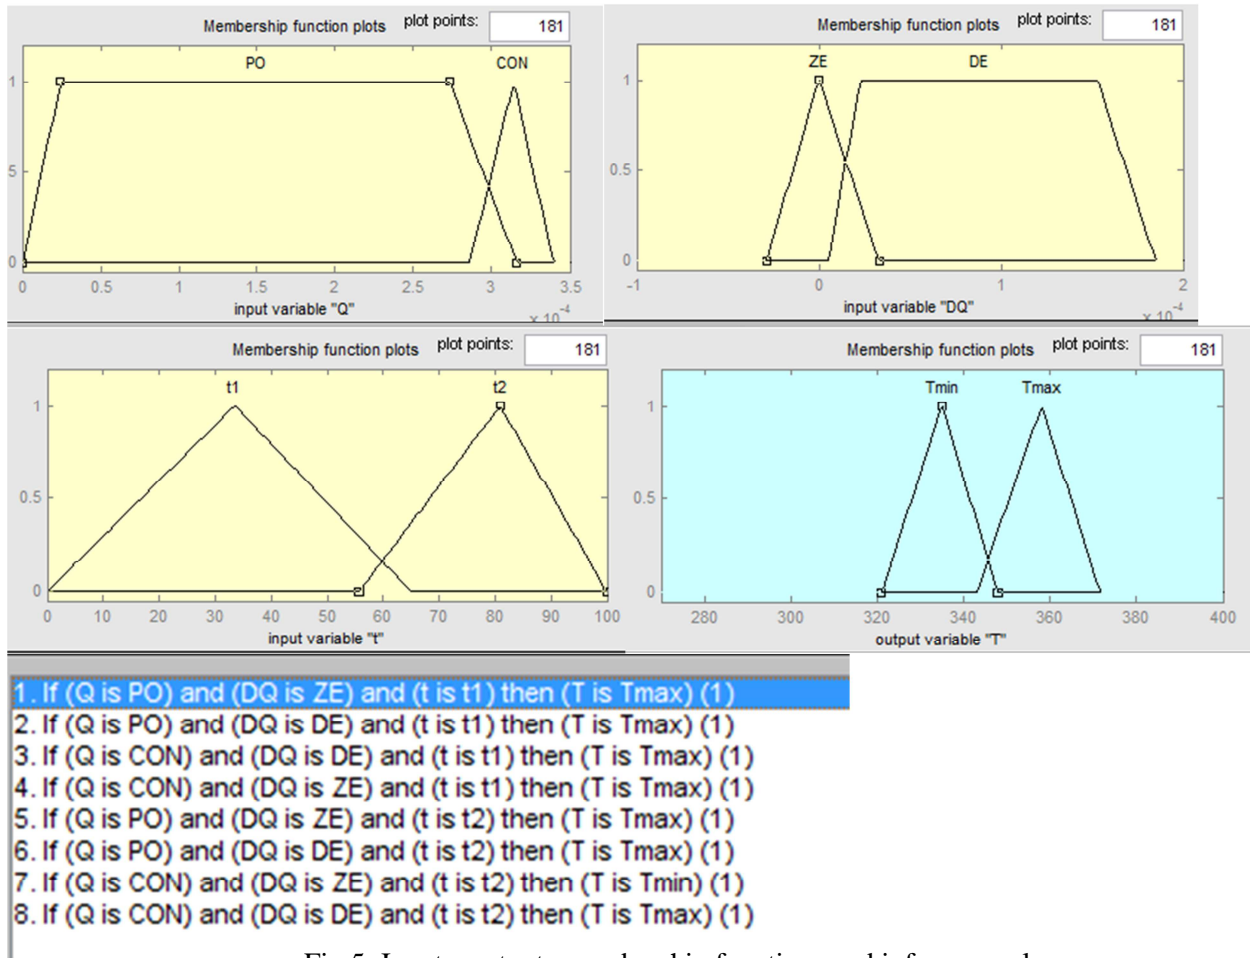 Membership function plots plot points: 181
PO CON
1
5
0
0 0.5 1 1.5 2 2.5 3 3.5
input variable "Q"
x 10-4
Membership function plots plot points: 181
ZE DE
1
0.5
0
-1 0 1 2
input variable "DQ"
x 10-4
Membership function plots plot points: 181
t1 t2
1
0.5
0
0 10 20 30 40 50 60 70 80 90 100
input variable "t"
Membership function plots plot points: 181
Tmin Tmax
1
0.5
0
280 300 320 340 360 380 400
output variable "T"
1. If (Q is PO) and (DQ is ZE) and (t is t1) then (T is Tmax) (1)
2. If (Q is PO) and (DQ is DE) and (t is t1) then (T is Tmax) (1)
3. If (Q is CON) and (DQ is DE) and (t is t1) then (T is Tmax) (1)
4. If (Q is CON) and (DQ is ZE) and (t is t1) then (T is Tmax) (1)
5. If (Q is PO) and (DQ is ZE) and (t is t2) then (T is Tmax) (1)
6. If (Q is PO) and (DQ is DE) and (t is t2) then (T is Tmax) (1)
7. If (Q is CON) and (DQ is ZE) and (t is t2) then (T is Tmin) (1)
8. If (Q is CON) and (DQ is DE) and (t is t2) then (T is Tmax) (1)